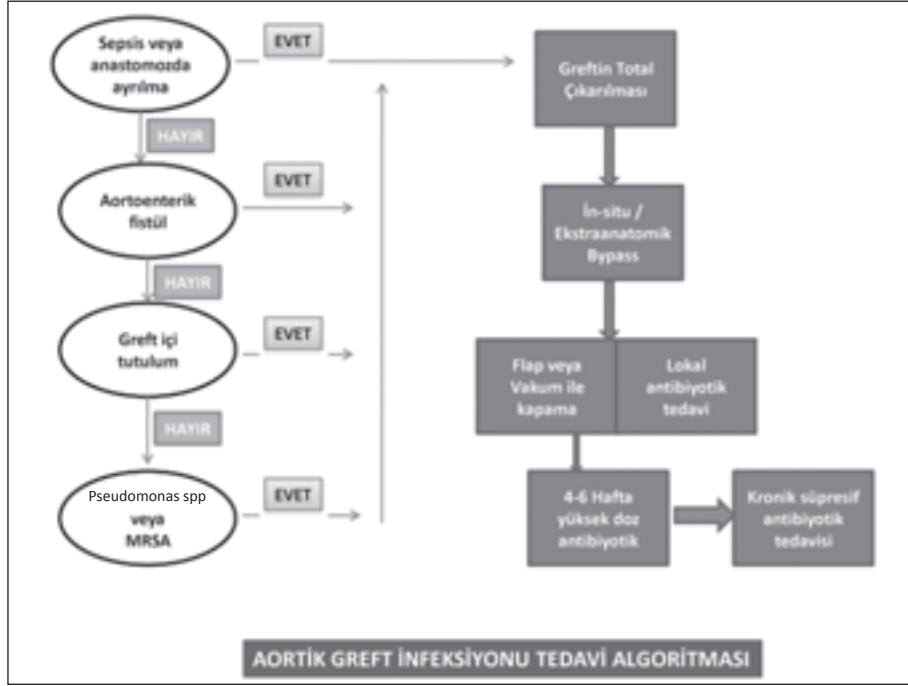 Sepsis veya
anastomozda
ayrılma
EVET
HAYIR
Aortoenterik
fistül
EVET
HAYIR
Greft içi
tutulum
EVET
HAYIR
Pseudomonas spp
veya
MRSA
EVET
Greftin Total
Çıkarılması
İn-situ /
Ekstraanatomik
Bypass
Flap veya
Vakum ile
kapama
Lokal
antibiyotik
tedavi
4-6 Hafta
yüksek doz
antibiyotik
Kronik süpresif
antibiyotik
tedavisi
AORTİK GREFT İNFEKSİYONU TEDAVİ ALGORİTMASI